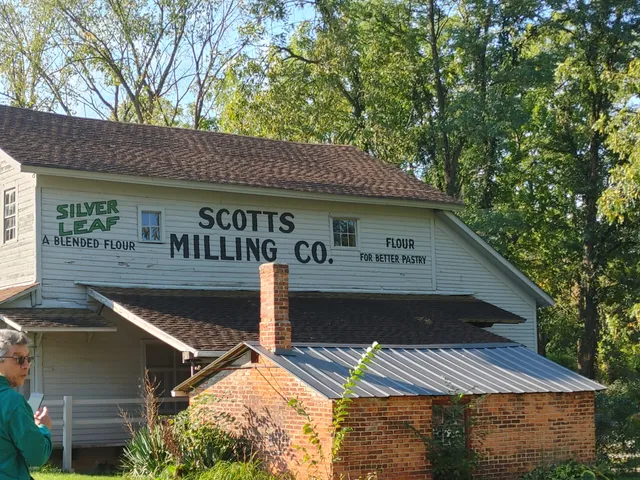 SILVER
LEAF
A BLENDED FLOUR
SCOTTS
MILLING CO.
FLOUR
FOR BETTER PASTRY